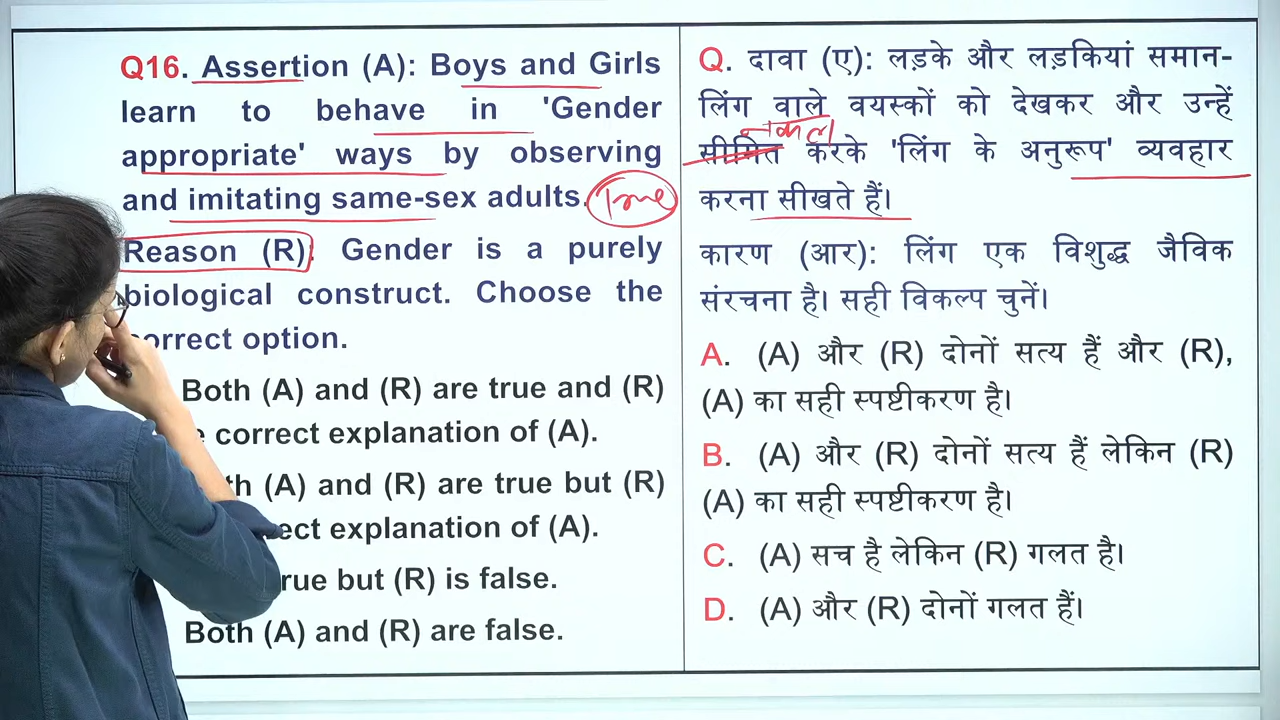 Q16. Assertion (A): Boys and Girls
learn to behave in 'Gender
appropriate' ways by observing
and imitating same-sex adults. True
Reason (R): Gender is a purely
biological construct. Choose the
correct option.
Both (A) and (R) are true and (R)
correct explanation of (A).
(A) and (R) are true but (R)
explanation of (A).
but (R) is false.
Both (A) and (R) are false.
Q. दावा (ए): लड़के और लड़कियां समान-
लिंग वाले वयस्कों को देखकर और उन्हें
नकल
सीमित करके 'लिंग के अनुरूप' व्यवहार
करना सीखते हैं।
कारण (आर): लिंग एक विशुद्ध जैविक
संरचना है। सही विकल्प चुनें।
A. (A) और (R) दोनों सत्य हैं और (R),
(A) का सही स्पष्टीकरण है।
B. (A) और (R) दोनों सत्य हैं लेकिन (R)
(A) का सही स्पष्टीकरण है।
C. (A) सच है लेकिन (R) गलत है।
D. (A) और (R) दोनों गलत हैं।